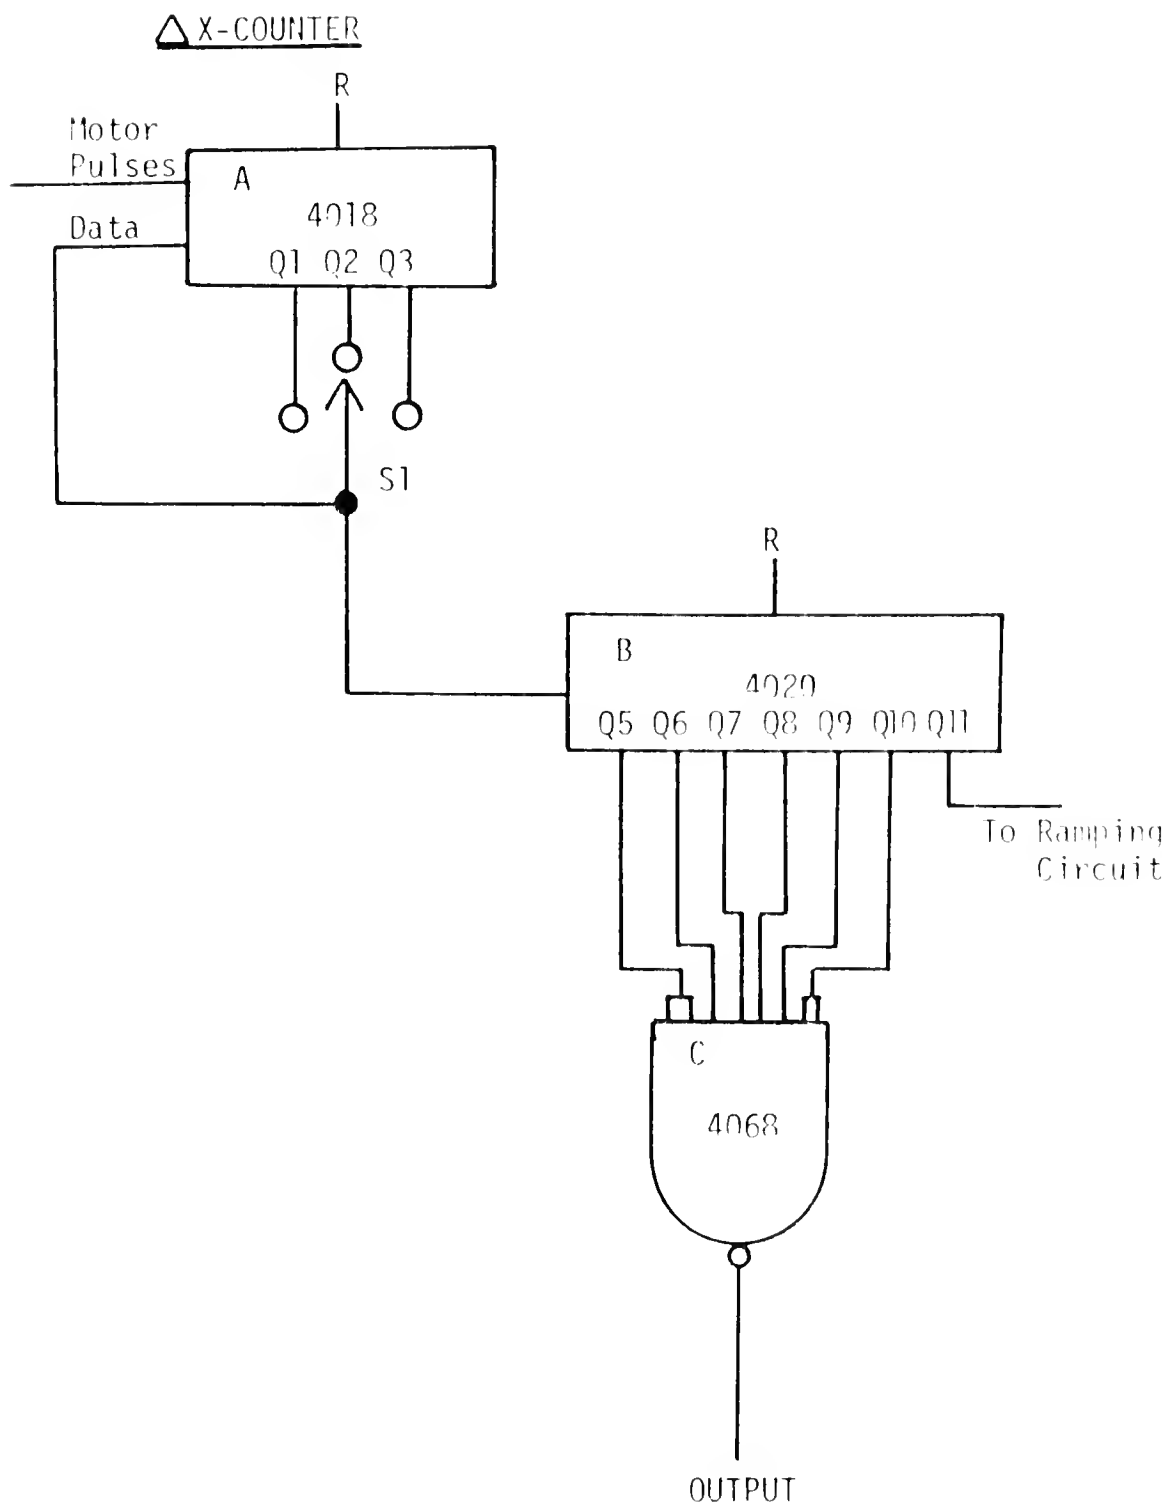 △ X-COUNTER
R
Motor
Pulses
A
4018
Data
Q1 Q2 Q3
S1
R
B
4020
Q5 Q6 Q7 Q8 Q9 Q10 Q11
To Ramping
Circuit
C
4068
OUTPUT